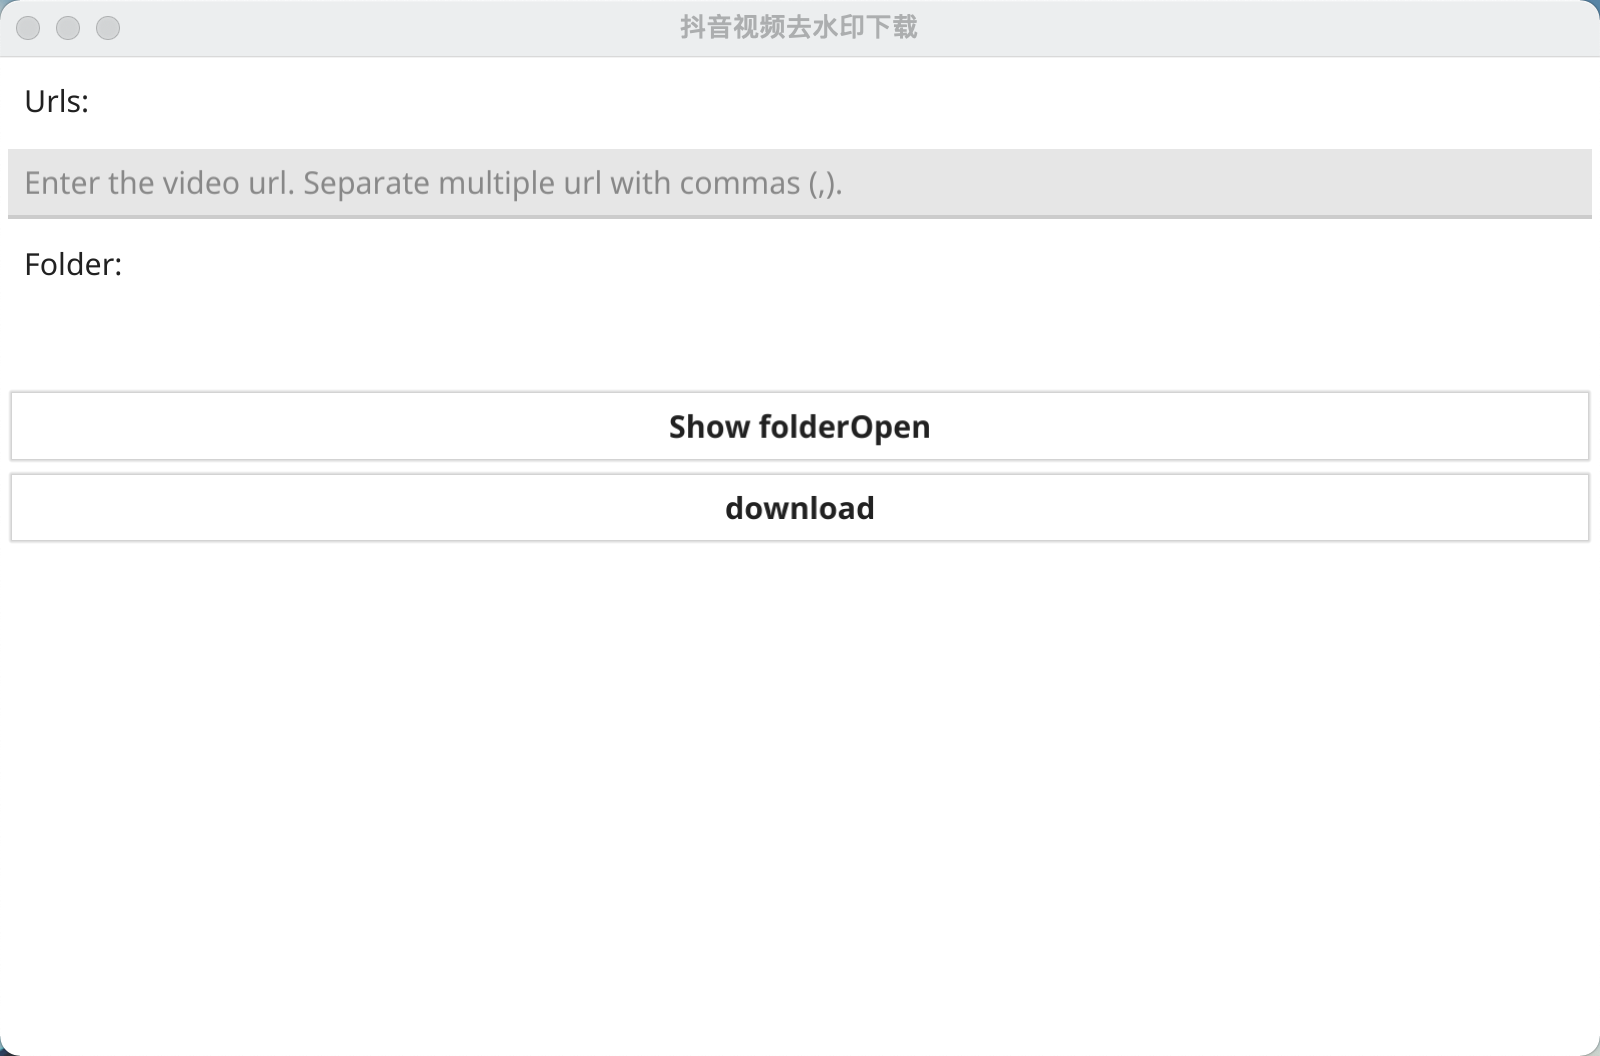 抖音视频去水印下载
Urls:
Enter the video url. Separate multiple url with commas (,).
Folder:
Show folderOpen
download